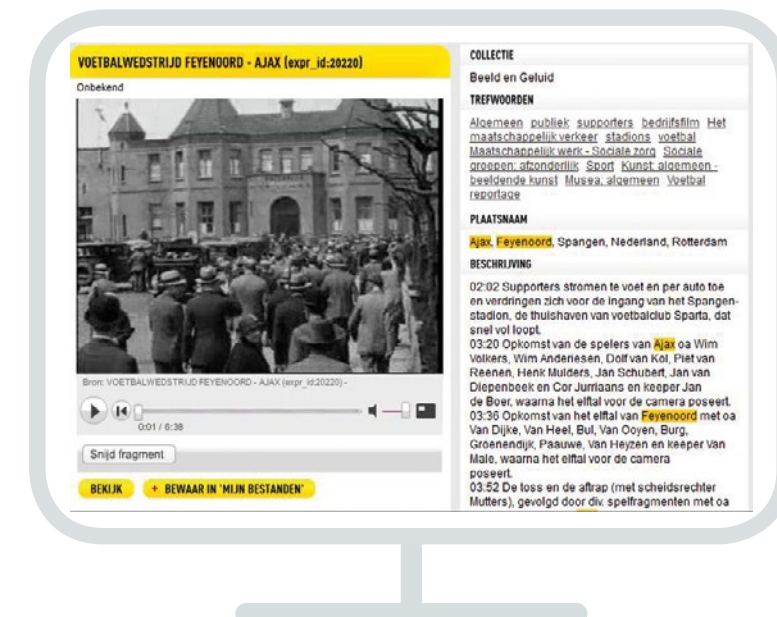 VOETBALWEDSTRIJD FEYENOORD - AJAX (expr_id:20220)
Onbekend
Bron: VOETBALWEDSTRIJD FEYENOORD - AJAX (expr_id:20220) -
0:01 / 6:38
Snijd fragment
BEKIJK
+ BEWAAR IN 'MIJN BESTANDEN'
COLLECTIE
Beeld en Geluid
TREFWOORDEN
Algemeen publiek supporters bedrijfsfilm Het
maatschappelijk verkeer stadions voetbal
Maatschappelijk werk - Sociale zorg Sociale
groepen: afzonderlijk Sport Kunst: algemeen -
beeldende kunst Musea: algemeen Voetbal
reportage
PLAATSNAAM
Ajax, Feyenoord, Spangen, Nederland, Rotterdam
BESCHRIJVING
02:02 Supporters stromen te voet en per auto toe
en verdringen zich voor de ingang van het Spangen-
stadion, de thuishaven van voetbalclub Sparta, dat
snel vol loopt.
03:20 Opkomst van de spelers van Ajax oa Wim
Volkers, Wim Anderiesen, Dolf van Kol, Piet van
Reenen, Henk Mulders, Jan Schubert, Jan van
Diepenbeek en Cor Jurriaans en keeper Jan
de Boer, waarna het elftal voor de camera poseert.
03:36 Opkomst van het elftal van Feyenoord met oa
Van Dijke, Van Heel, Bul, Van Ooyen, Burg,
Groenendijk, Paauwe, Van Heyzen en keeper Van
Male, waarna het elftal voor de camera
poseert.
03:52 De toss en de aftrap (met scheidsrechter
Mutters), gevolgd door div. spelfragmenten met oa